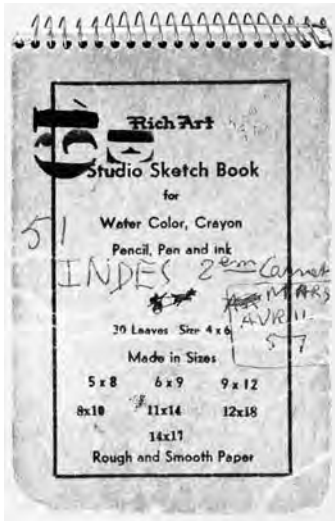 Rich Art
Studio Sketch Book
for
Water Color, Crayon
51
Pencil, Pen and ink
INDES 2em Carnet
MARS
AVRIL
57
30 Leaves Size 4 x 6
Made in Sizes
5 x 8 6 x 9 9 x 12
8x10 11x14 12x18
14x17
Rough and Smooth Paper